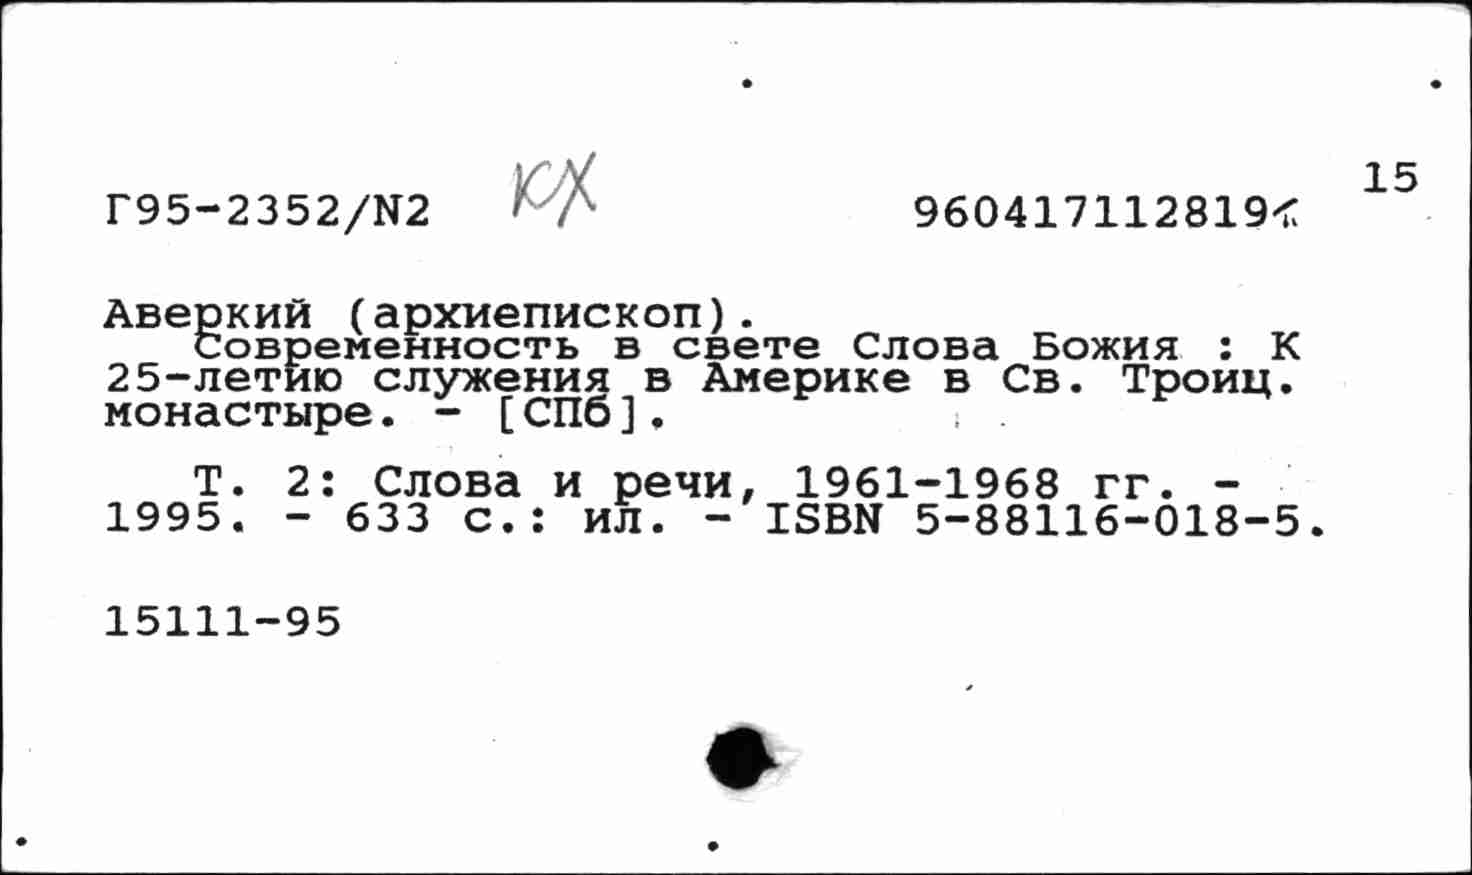 15
Г95-2352/N2 КХ 960417112819
Аверкий (архиепископ).
Современность в свете Слова Божия : К
25-летию служения в Америке в Св. Троиц.
монастыре. - [СПб].
Т. 2: Слова и речи, 1961-1968 гг. -
1995. - 633 с.: ил. - ISBN 5-88116-018-5.
15111-95